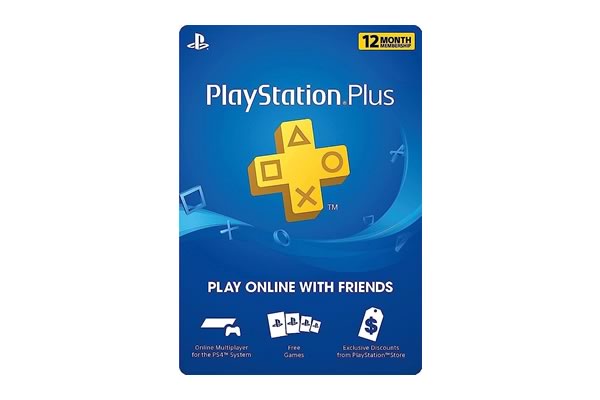 12 MONTH
MEMBERSHIP
PlayStation®Plus
TM
PLAY ONLINE WITH FRIENDS
Online Multiplayer
for the PS4™ System
Free
Games
Exclusive Discounts
from PlayStation™Store